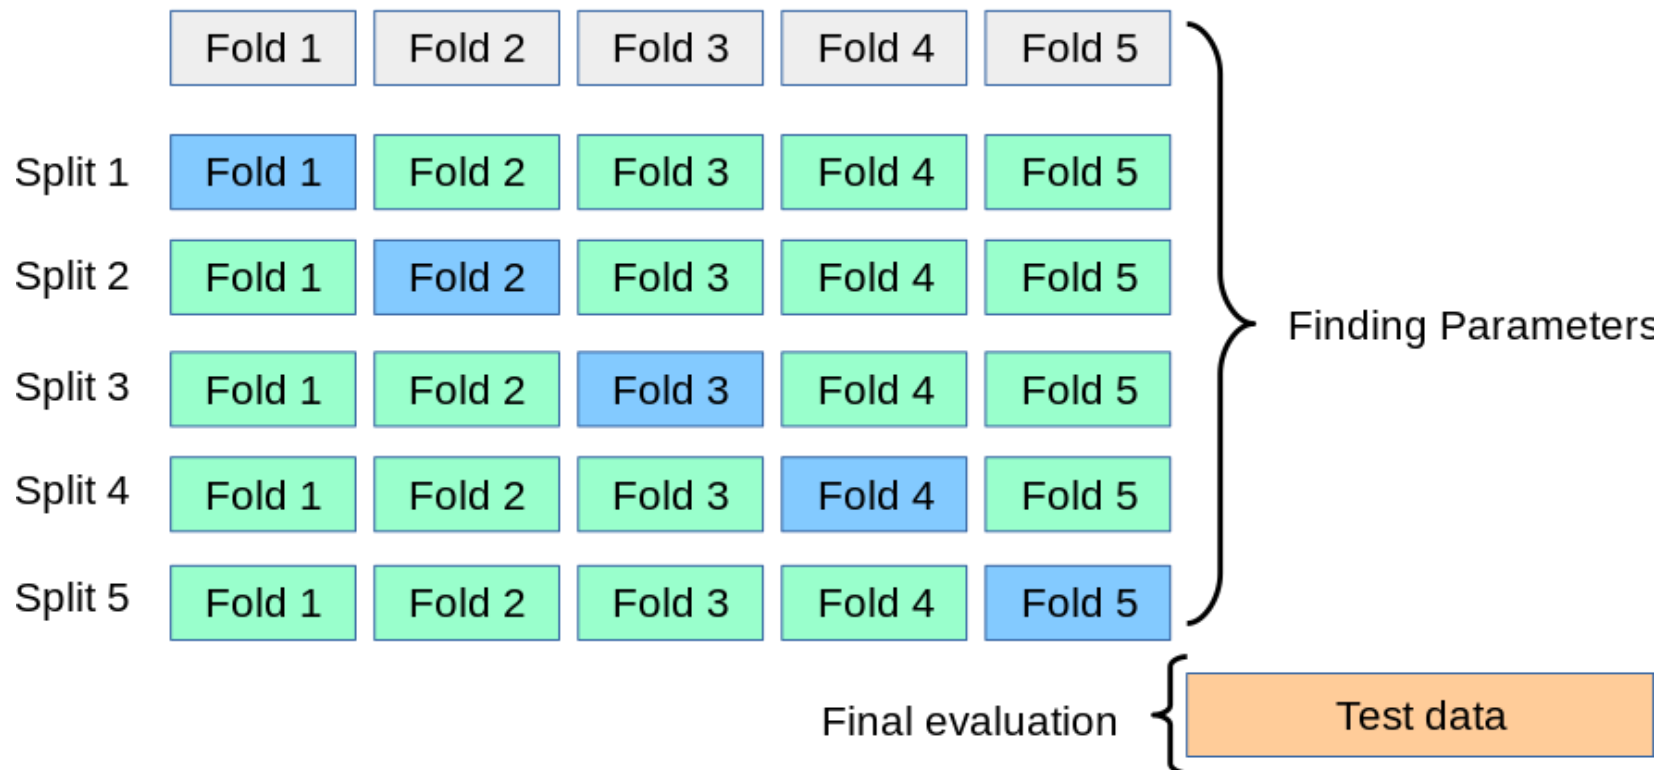 Fold 1 Fold 2 Fold 3 Fold 4 Fold 5
Split 1 Fold 1 Fold 2 Fold 3 Fold 4 Fold 5
Split 2 Fold 1 Fold 2 Fold 3 Fold 4 Fold 5
Finding Parameters
Split 3 Fold 1 Fold 2 Fold 3 Fold 4 Fold 5
Split 4 Fold 1 Fold 2 Fold 3 Fold 4 Fold 5
Split 5 Fold 1 Fold 2 Fold 3 Fold 4 Fold 5
Final evaluation Test data